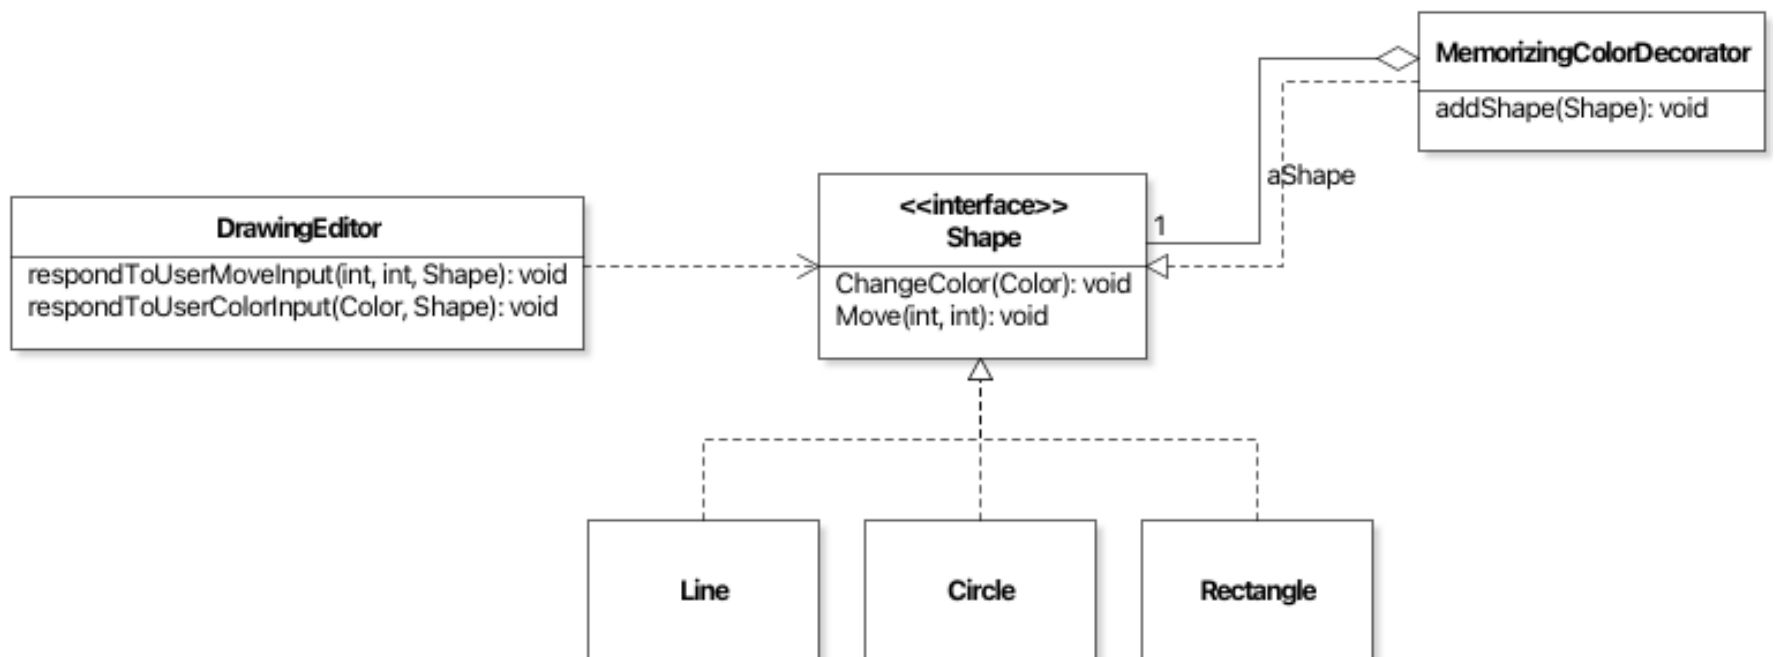 MemorizingColorDecorator
addShape(Shape): void
aShape
<<interface>>
Shape
1
DrawingEditor
respondToUserMoveInput(int, int, Shape): void
respondToUserColorInput(Color, Shape): void
ChangeColor(Color): void
Move(int, int): void
Line
Circle
Rectangle